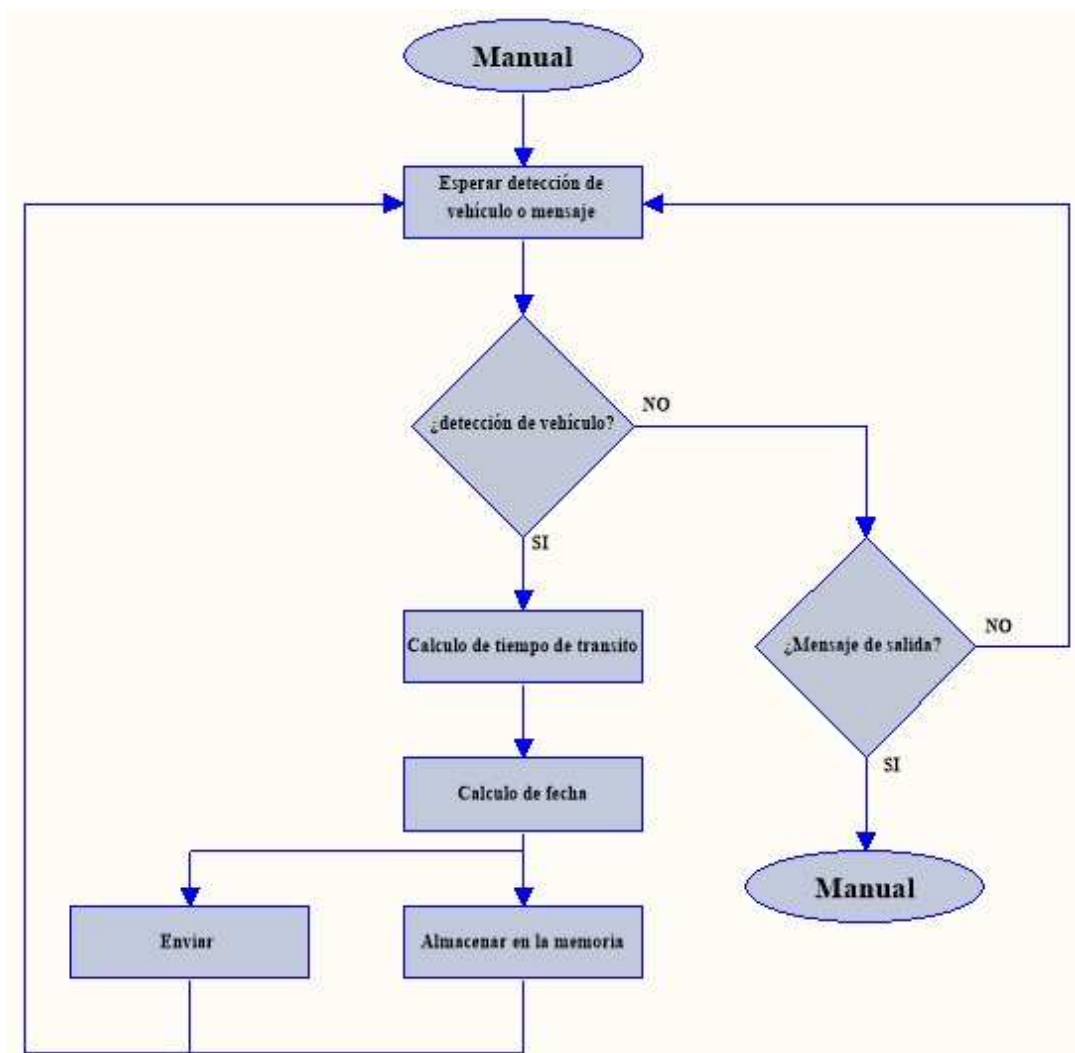 Manual
Esperar detección de
vehículo o mensaje
¿detección de vehículo?
NO
SI
Calculo de tiempo de transito
¿Mensaje de salida?
NO
SI
Calculo de fecha
Manual
Enviar
Almacenar en la memoria